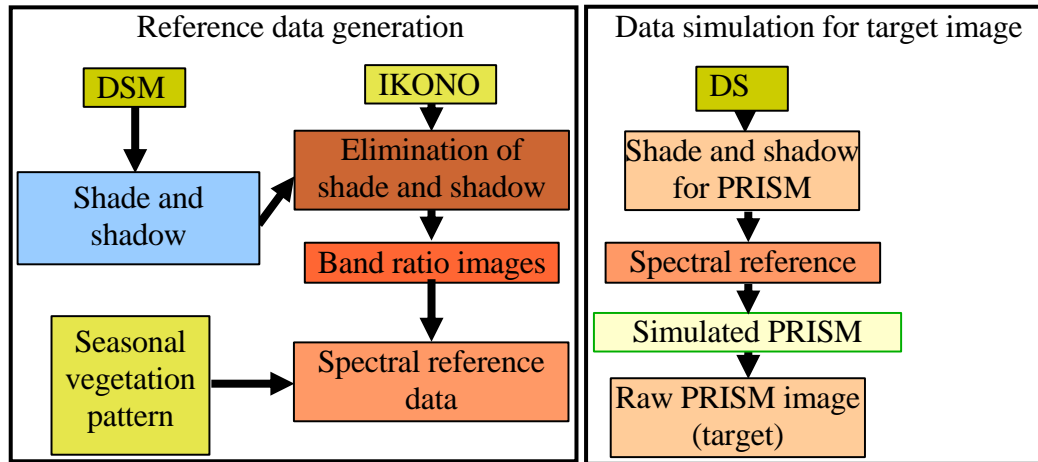 Reference data generation
DSM
IKONO
Shade and
shadow
Elimination of
shade and shadow
Band ratio images
Seasonal
vegetation
pattern
Spectral reference
data
Data simulation for target image
DS
Shade and shadow
for PRISM
Spectral reference
Simulated PRISM
Raw PRISM image
(target)